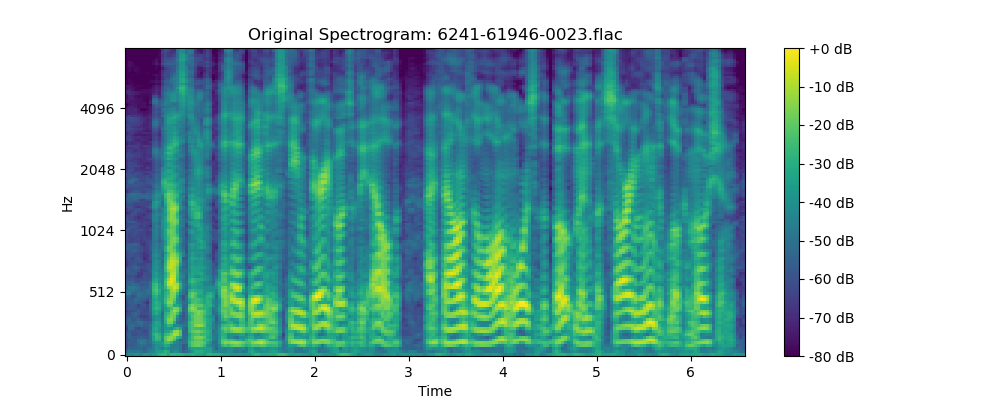 Original Spectrogram: 6241-61946-0023.flac
Hz
4096
2048
1024
512
0
0 1 2 3 4 5 6
Time
+0 dB
-10 dB
-20 dB
-30 dB
-40 dB
-50 dB
-60 dB
-70 dB
-80 dB